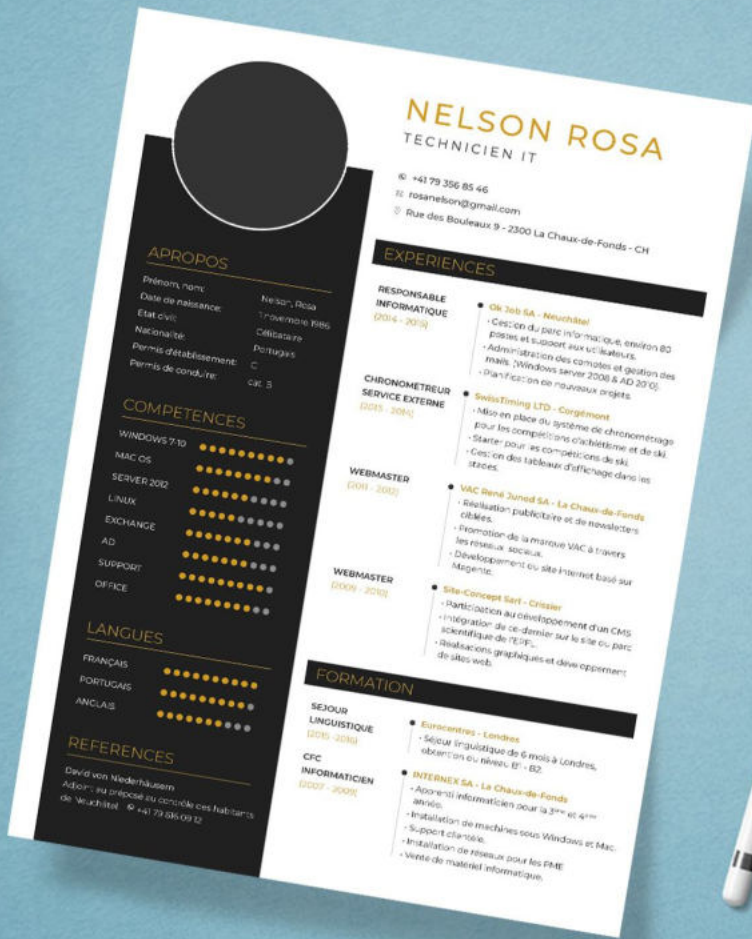 NELSON ROSA
TECHNICIEN IT
+41 79 356 85 46
rosanelson@gmail.com
Rue des Bouleaux 9 - 2300 La Chaux-de-Fonds - CH
APROPOS
Prénom, nom: Nelson, Rosa
Date de naissance: 1 novembre 1986
Etat civil: Célibataire
Nationalité: Portugais
Permis d'établissement: C
Permis de conduire: cat. B
COMPETENCES
WINDOWS 7-10
MAC OS
SERVER 2012
LINUX
EXCHANGE
AD
SUPPORT
OFFICE
LANGUES
FRANÇAIS
PORTUGAIS
ANGLAIS
REFERENCES
David von Niederhäusern
Adjoint au préposé au contrôle des habitants
de Neuchâtel +41 79 816 09 12
EXPERIENCES
RESPONSABLE
INFORMATIQUE
(2014 - 2015)
Ok Job SA - Neuchâtel
- Gestion du parc informatique, environ 80
postes et support aux utilisateurs.
- Administration des comptes et gestion des
mails. (Windows server 2008 & AD 2010).
- Planification de nouveaux projets.
CHRONOMETREUR
SERVICE EXTERNE
(2013 - 2014)
SwissTiming LTD - Corgémont
- Mise en place du système de chronométrage
pour les compétitions d'athlétisme et de ski.
- Starter pour les compétitions de ski.
- Gestion des tableaux d'affichage dans les
stades.
WEBMASTER
(2011 - 2012)
VAC René Junod SA - La Chaux-de-Fonds
- Réalisation publicitaire et de newsletters
ciblées.
- Promotion de la marque VAC à travers
les réseaux sociaux.
- Développement du site internet basé sur
Magento.
WEBMASTER
(2009 - 2010)
Site-Concept Sarl - Crissier
- Participation au développement d'un CMS
- Intégration de ce-dernier sur le site du parc
scientifique de l'EPFL.
- Réalisations graphiques et développement
de sites web.
FORMATION
SEJOUR
LINGUISTIQUE
(2015 -2016)
Eurocentres - Londres
- Séjour linguistique de 6 mois à Londres,
obtention du niveau B1 - B2.
CFC
INFORMATICIEN
(2007 - 2009)
INTERNEX SA - La Chaux-de-Fonds
- Apprenti informaticien pour la 3ème et 4ème
année.
- Installation de machines sous Windows et Mac.
- Support clientèle.
- Installation de réseaux pour les PME
- Vente de matériel informatique.